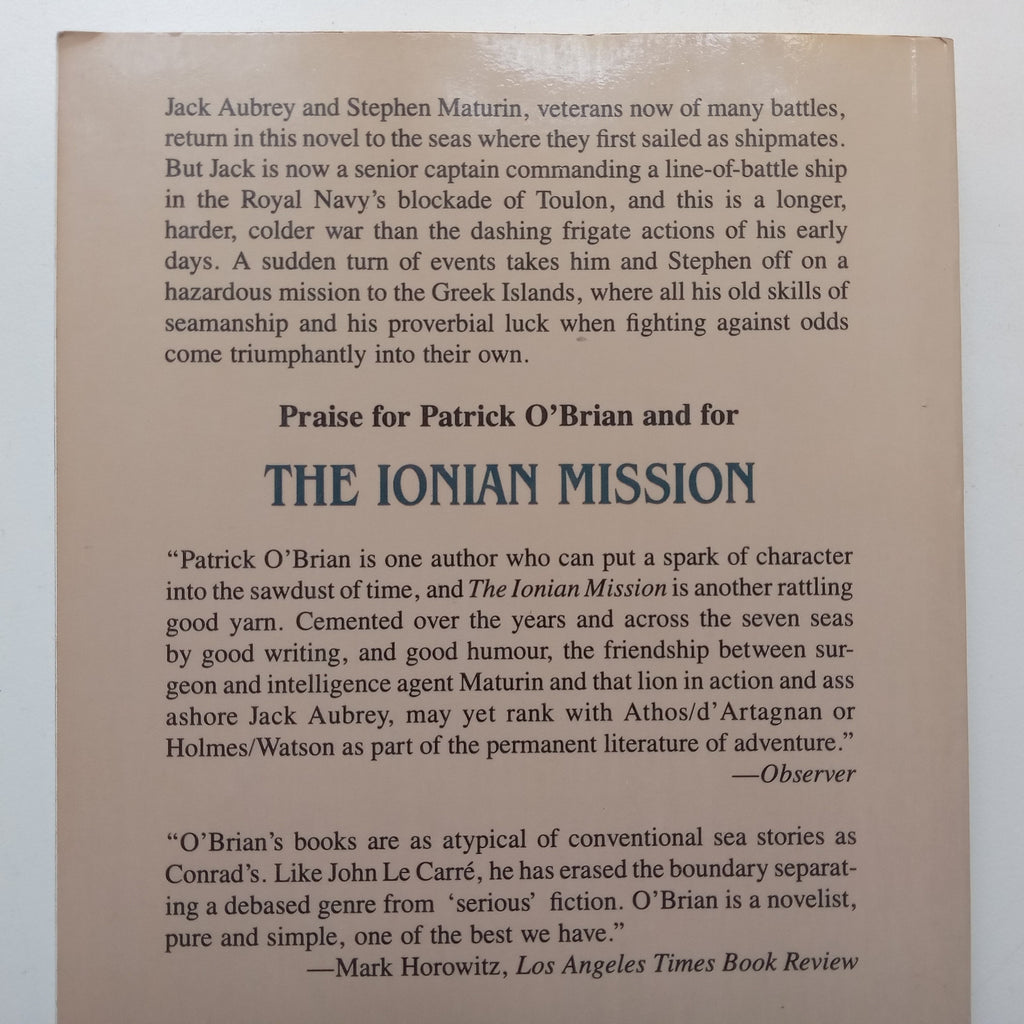 Jack Aubrey and Stephen Maturin, veterans now of many battles,
return in this novel to the seas where they first sailed as shipmates.
But Jack is now a senior captain commanding a line-of-battle ship
in the Royal Navy’s blockade of Toulon, and this is a longer,
harder, colder war than the dashing frigate actions of his early
days. A sudden turn of events takes him and Stephen off on a
hazardous mission to the Greek Islands, where all his old skills of
seamanship and his proverbial luck when fighting against odds
come triumphantly into their own.
Praise for Patrick O’Brian and for
THE IONIAN MISSION
“Patrick O’Brian is one author who can put a spark of character
into the sawdust of time, and The Ionian Mission is another rattling
good yarn. Cemented over the years and across the seven seas
by good writing, and good humour, the friendship between sur-
geon and intelligence agent Maturin and that lion in action and ass
ashore Jack Aubrey, may yet rank with Athos/d’Artagnan or
Holmes/Watson as part of the permanent literature of adventure.”
—Observer
“O’Brian’s books are as atypical of conventional sea stories as
Conrad’s. Like John Le Carré, he has erased the boundary separat-
ing a debased genre from ‘serious’ fiction. O’Brian is a novelist,
pure and simple, one of the best we have.”
—Mark Horowitz, Los Angeles Times Book Review